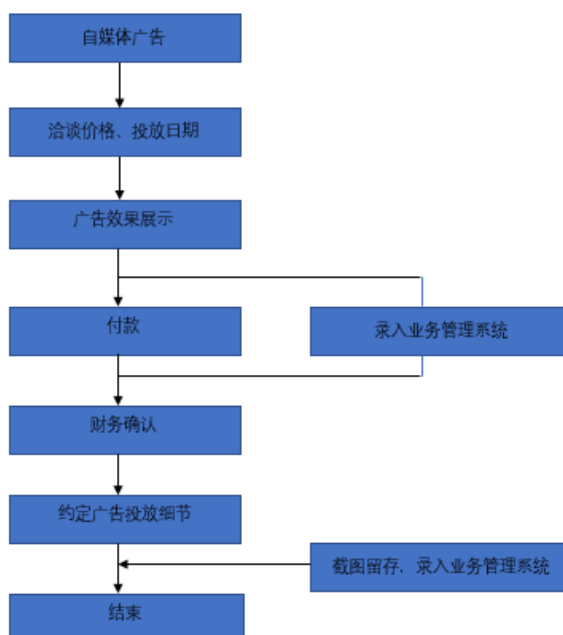 自媒体广告
洽谈价格、投放日期
广告效果展示
付款
录入业务管理系统
财务确认
约定广告投放细节
截图留存，录入业务管理系统
结束